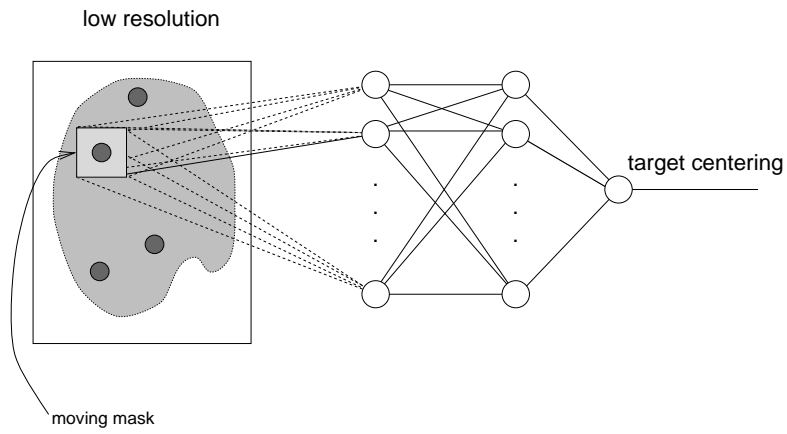 low resolution
target centering
moving mask